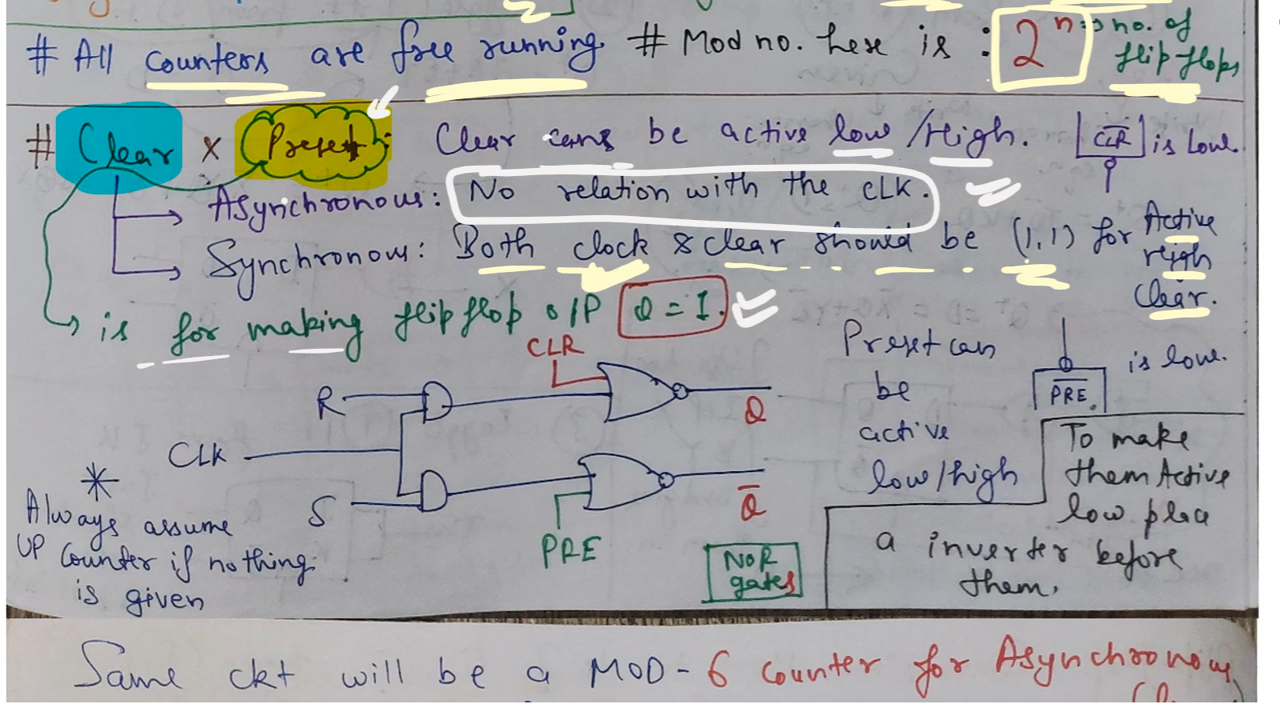 # All counters are free running # Mod no. here is : 2^n → no. of flip flops
# Clear & Preset : Clear can be active low /High. CLR is Low.
→ Asynchronous : No relation with the CLK.
→ Synchronous : Both clock & clear should be (1,1) for Active High Clear.
→ is for making flip flop o/P Q = 1.
CLR
R
Q
CLK
S
Q̅
PRE
NOR gates
Preset can
be
active
low/high
PRE is low.
To make
them Active
low place
a inverter before
them.
*
Always assume
UP counter if nothing
is given
Same ckt will be a MOD-6 counter for Asynchronous